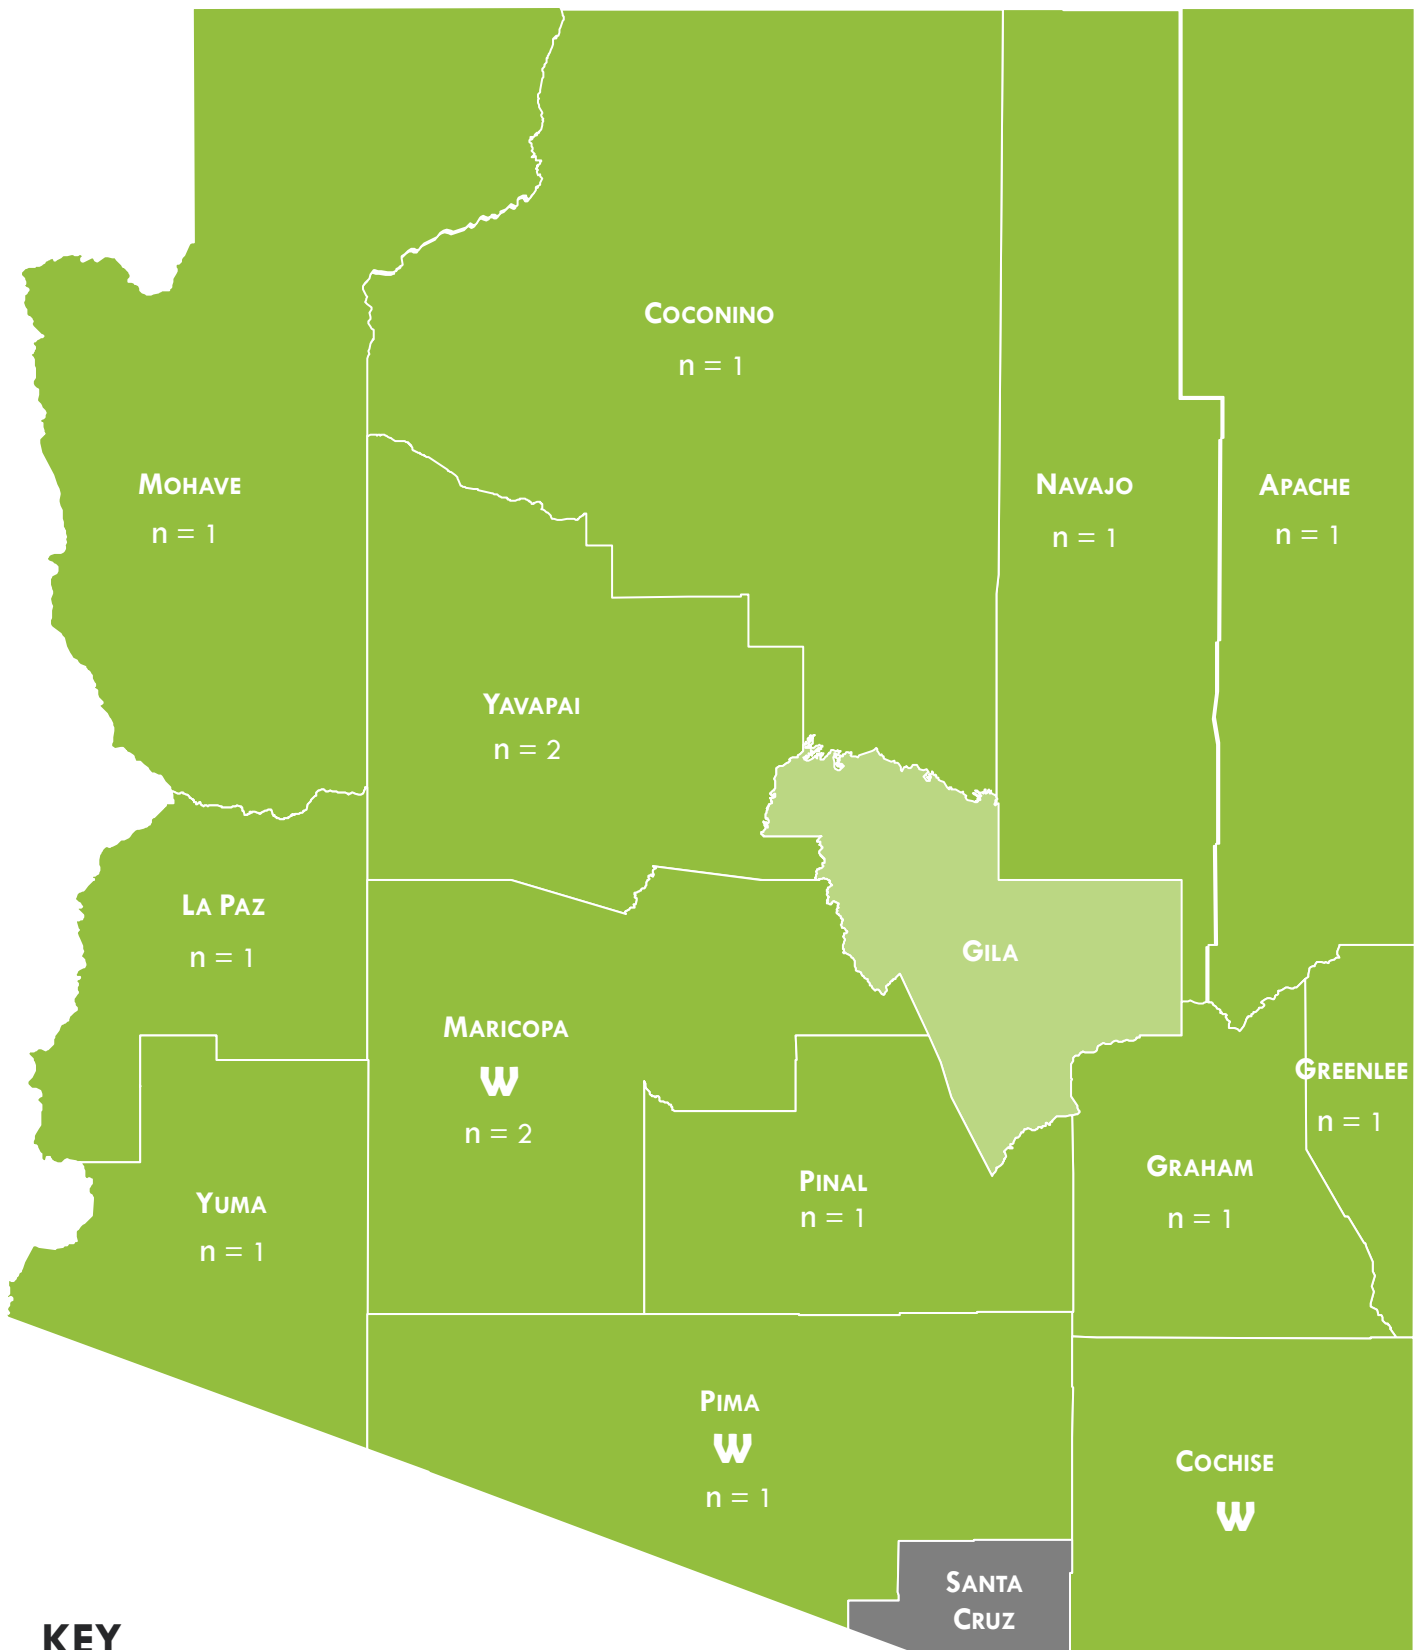 COCONINO
n = 1
MOHAVE
n = 1
NAVAJO
n = 1
APACHE
n = 1
YAVAPAI
n = 2
LA PAZ
n = 1
GILA
MARICOPA
W
n = 2
GREENLEE
n = 1
GRAHAM
n = 1
PINAL
n = 1
YUMA
n = 1
PIMA
W
n = 1
COCHISE
W
SANTA
CRUZ
KEY